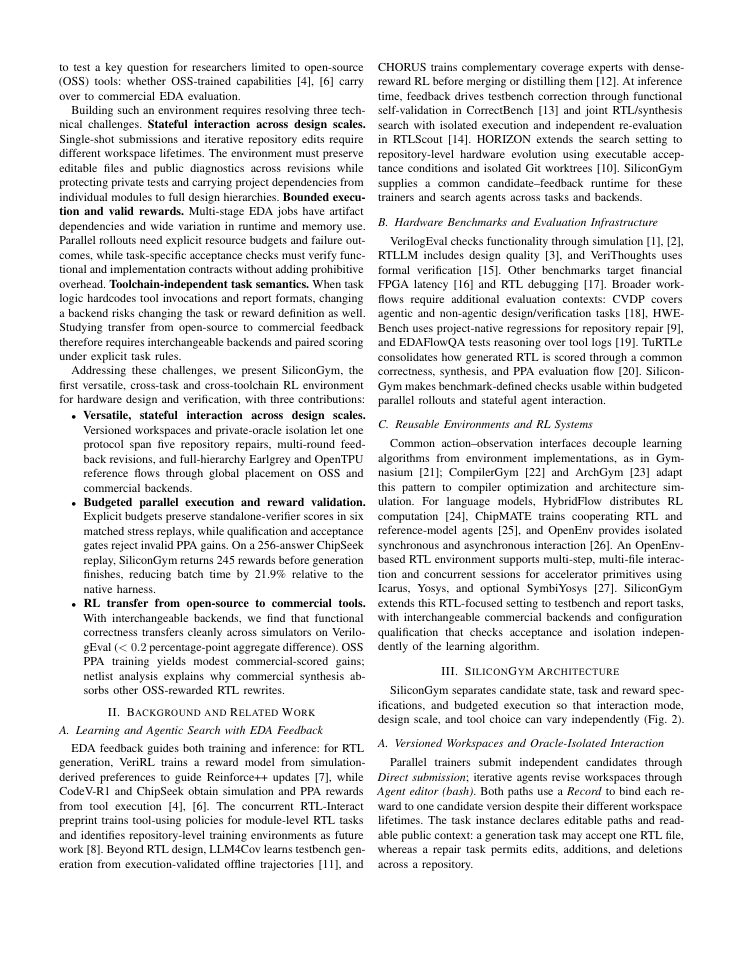 to test a key question for researchers limited to open-source
(OSS) tools: whether OSS-trained capabilities [4], [6] carry
over to commercial EDA evaluation.
Building such an environment requires resolving three tech-
nical challenges. Stateful interaction across design scales.
Single-shot submissions and iterative repository edits require
different workspace lifetimes. The environment must preserve
editable files and public diagnostics across revisions while
protecting private tests and carrying project dependencies from
individual modules to full design hierarchies. Bounded execu-
tion and valid rewards. Multi-stage EDA jobs have artifact
dependencies and wide variation in runtime and memory use.
Parallel rollouts need explicit resource budgets and failure out-
comes, while task-specific acceptance checks must verify func-
tional and implementation contracts without adding prohibitive
overhead. Toolchain-independent task semantics. When task
logic hardcodes tool invocations and report formats, changing
a backend risks changing the task or reward definition as well.
Studying transfer from open-source to commercial feedback
therefore requires interchangeable backends and paired scoring
under explicit task rules.
Addressing these challenges, we present SiliconGym, the
first versatile, cross-task and cross-toolchain RL environment
for hardware design and verification, with three contributions:
• Versatile, stateful interaction across design scales.
Versioned workspaces and private-oracle isolation let one
protocol span five repository repairs, multi-round feed-
back revisions, and full-hierarchy Earlgrey and OpenTPU
reference flows through global placement on OSS and
commercial backends.
• Budgeted parallel execution and reward validation.
Explicit budgets preserve standalone-verifier scores in six
matched stress replays, while qualification and acceptance
gates reject invalid PPA gains. On a 256-answer ChipSeek
replay, SiliconGym returns 245 rewards before generation
finishes, reducing batch time by 21.9% relative to the
native harness.
• RL transfer from open-source to commercial tools.
With interchangeable backends, we find that functional
correctness transfers cleanly across simulators on Verilo-
gEval (< 0.2 percentage-point aggregate difference). OSS
PPA training yields modest commercial-scored gains;
netlist analysis explains why commercial synthesis ab-
sorbs other OSS-rewarded RTL rewrites.
II. BACKGROUND AND RELATED WORK
A. Learning and Agentic Search with EDA Feedback
EDA feedback guides both training and inference: for RTL
generation, VeriRL trains a reward model from simulation-
derived preferences to guide Reinforce++ updates [7], while
CodeV-R1 and ChipSeek obtain simulation and PPA rewards
from tool execution [4], [6]. The concurrent RTL-Interact
preprint trains tool-using policies for module-level RTL tasks
and identifies repository-level training environments as future
work [8]. Beyond RTL design, LLM4Cov learns testbench gen-
eration from execution-validated offline trajectories [11], and
CHORUS trains complementary coverage experts with dense-
reward RL before merging or distilling them [12]. At inference
time, feedback drives testbench correction through functional
self-validation in CorrectBench [13] and joint RTL/synthesis
search with isolated execution and independent re-evaluation
in RTLScout [14]. HORIZON extends the search setting to
repository-level hardware evolution using executable accep-
tance conditions and isolated Git worktrees [10]. SiliconGym
supplies a common candidate–feedback runtime for these
trainers and search agents across tasks and backends.
B. Hardware Benchmarks and Evaluation Infrastructure
VerilogEval checks functionality through simulation [1], [2],
RTLLM includes design quality [3], and VeriThoughts uses
formal verification [15]. Other benchmarks target financial
FPGA latency [16] and RTL debugging [17]. Broader work-
flows require additional evaluation contexts: CVDP covers
agentic and non-agentic design/verification tasks [18], HWE-
Bench uses project-native regressions for repository repair [9],
and EDAFlowQA tests reasoning over tool logs [19]. TuRTLe
consolidates how generated RTL is scored through a common
correctness, synthesis, and PPA evaluation flow [20]. Silicon-
Gym makes benchmark-defined checks usable within budgeted
parallel rollouts and stateful agent interaction.
C. Reusable Environments and RL Systems
Common action–observation interfaces decouple learning
algorithms from environment implementations, as in Gym-
nasium [21]; CompilerGym [22] and ArchGym [23] adapt
this pattern to compiler optimization and architecture sim-
ulation. For language models, HybridFlow distributes RL
computation [24], ChipMATE trains cooperating RTL and
reference-model agents [25], and OpenEnv provides isolated
synchronous and asynchronous interaction [26]. An OpenEnv-
based RTL environment supports multi-step, multi-file interac-
tion and concurrent sessions for accelerator primitives using
Icarus, Yosys, and optional SymbiYosys [27]. SiliconGym
extends this RTL-focused setting to testbench and report tasks,
with interchangeable commercial backends and configuration
qualification that checks acceptance and isolation indepen-
dently of the learning algorithm.
III. SILICONGYM ARCHITECTURE
SiliconGym separates candidate state, task and reward spec-
ifications, and budgeted execution so that interaction mode,
design scale, and tool choice can vary independently (Fig. 2).
A. Versioned Workspaces and Oracle-Isolated Interaction
Parallel trainers submit independent candidates through
Direct submission; iterative agents revise workspaces through
Agent editor (bash). Both paths use a Record to bind each re-
ward to one candidate version despite their different workspace
lifetimes. The task instance declares editable paths and read-
able public context: a generation task may accept one RTL file,
whereas a repair task permits edits, additions, and deletions
across a repository.